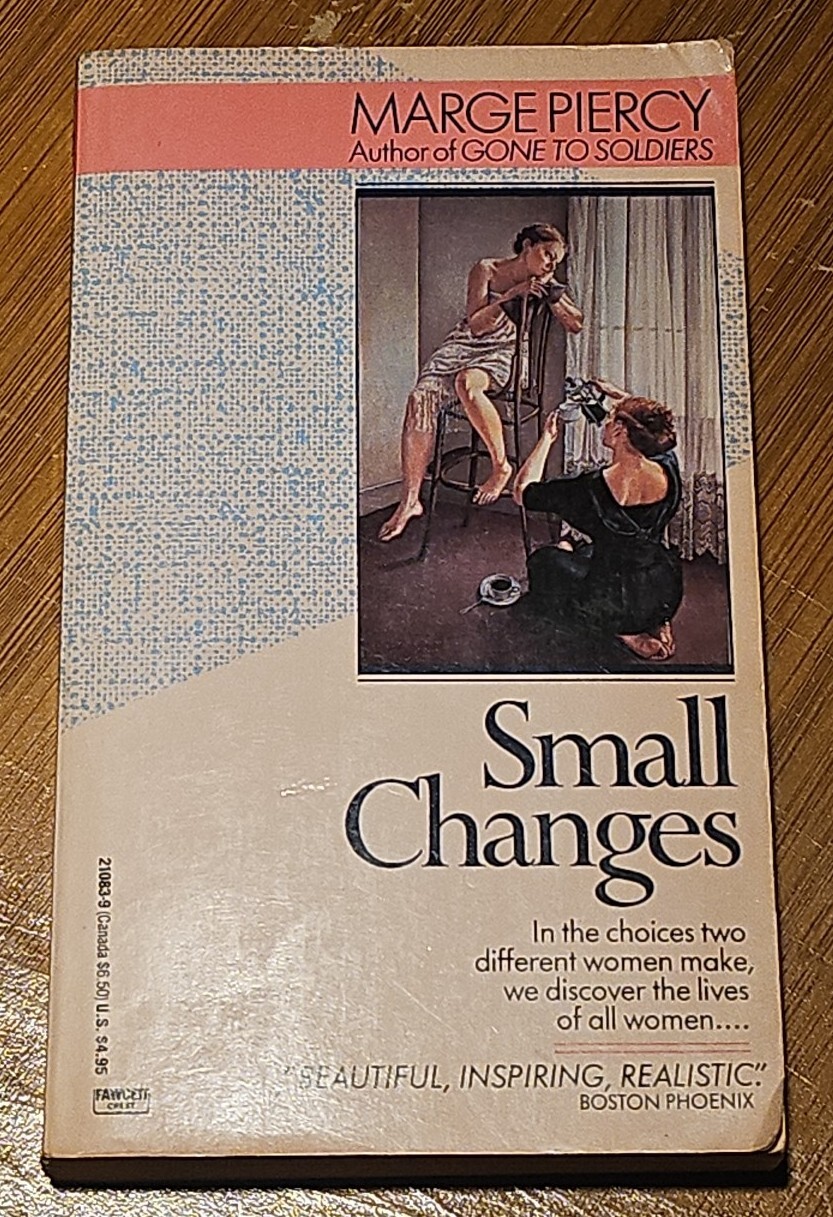 MARGE PIERCY
Author of GONE TO SOLDIERS
Small
Changes
In the choices two
different women make,
we discover the lives
of all women....
"BEAUTIFUL, INSPIRING, REALISTIC."
BOSTON PHOENIX
21083-9 (Canada $6.50) U.S. $4.95
FAWCETT
CREST